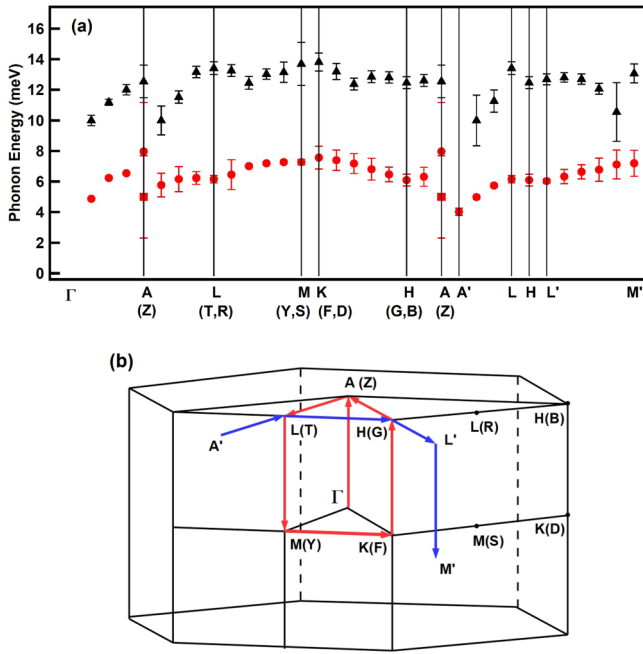 (a)
Phonon Energy (meV)
16
14
12
10
8
6
4
2
0
Γ A L M K H A A' L H L' M'
(Z) (T,R) (Y,S) (F,D) (G,B) (Z)
(b)
A (Z)
A' L(T) H(G) L' L(R) H(B)
Γ
M(Y) K(F) M' M(S) K(D)